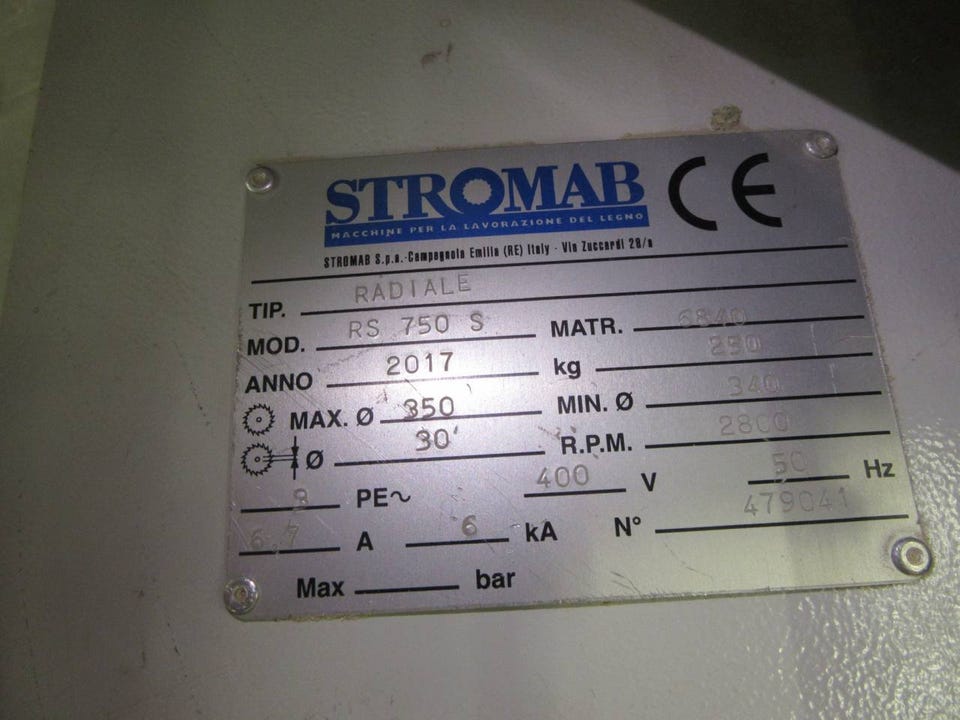 STROMAB CE
MACCHINE PER LA LAVORAZIONE DEL LEGNO
STROMAB S.p.a.-Campagnola Emilia (RE) Italy - Via Zuccardi 28/a
TIP. RADIALE
MOD. RS 750 S MATR. 6840
ANNO 2017 kg 250
MAX. Ø 350 MIN. Ø 340
Ø 30 R.P.M. 2800
PE~ 400 V 50 Hz
6,7 A 6 kA N° 479041
Max bar